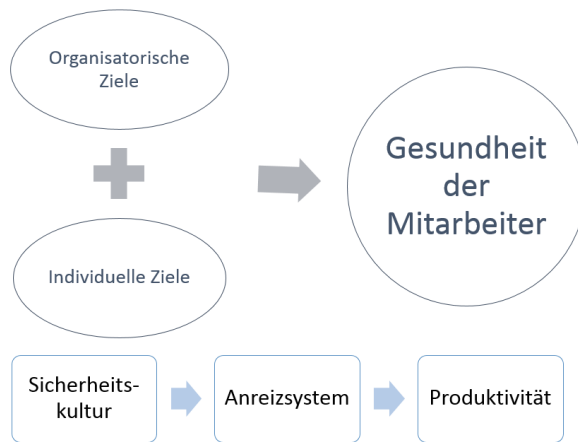 Organisatorische
Ziele
Gesundheit
der
Mitarbeiter
Individuelle Ziele
Sicherheits-
kultur
Anreizsystem
Produktivität